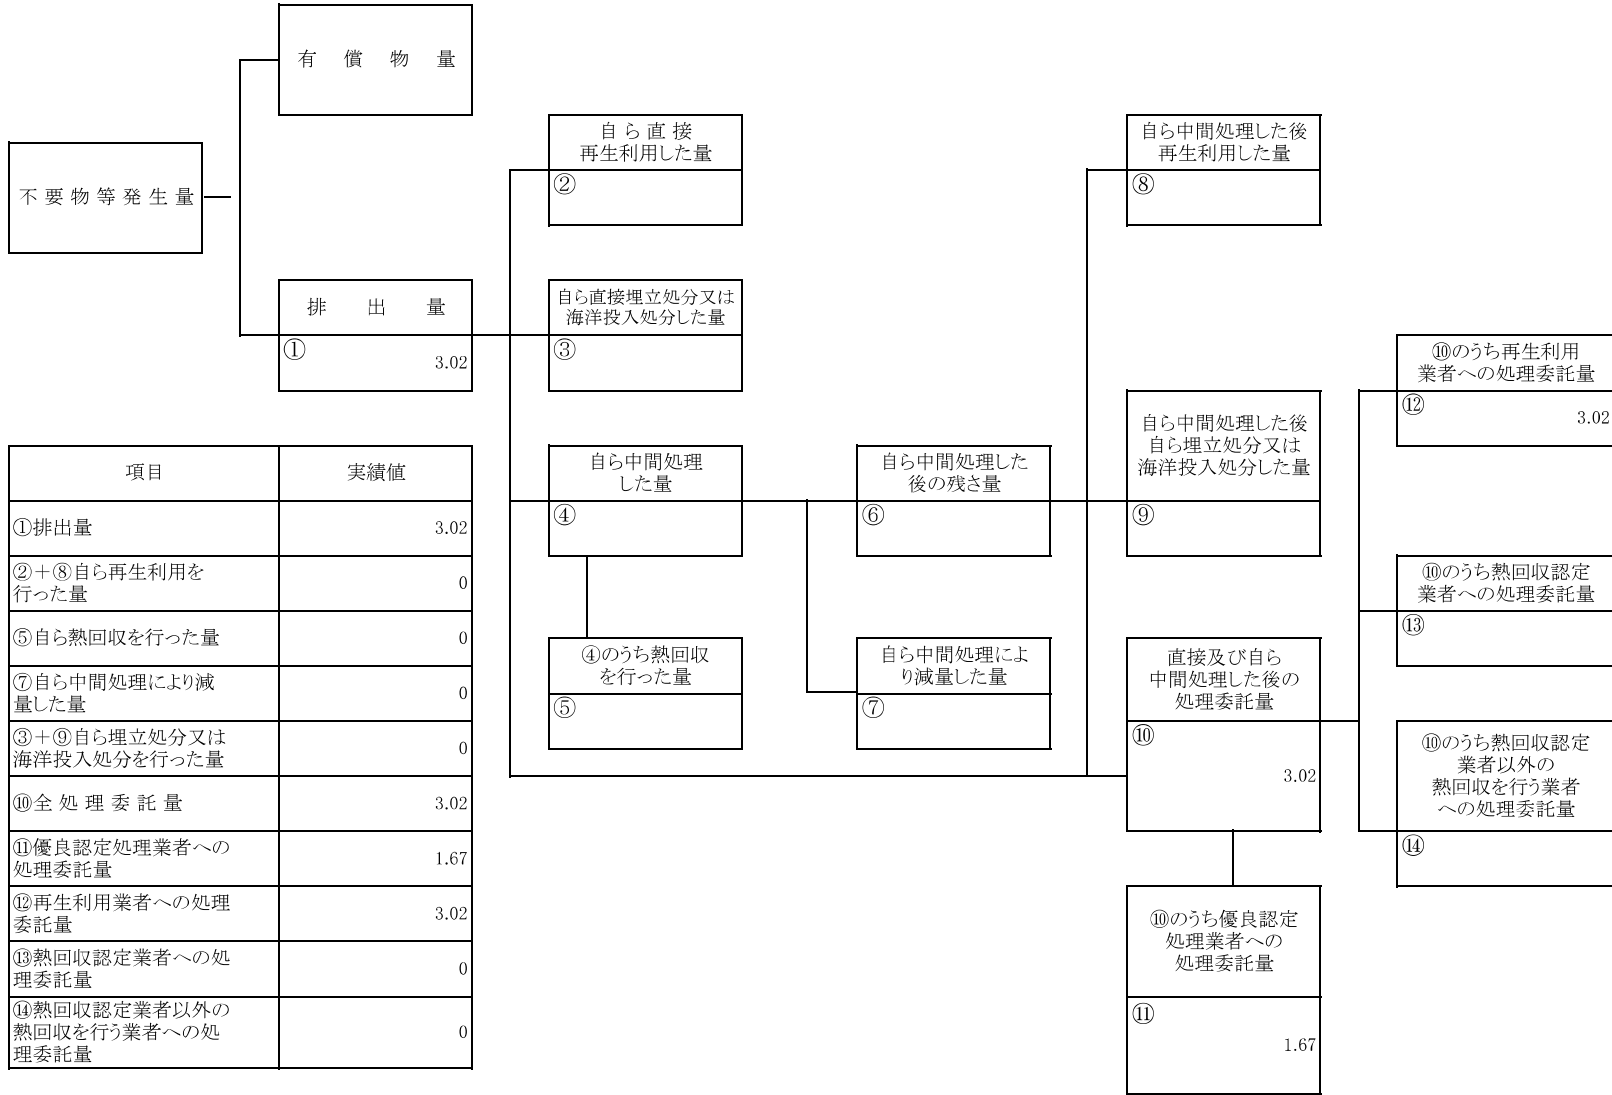 有償物量
不要物等発生量
排出量
①
3.02
自ら直接
再生利用した量
②
自ら直接埋立処分又は
海洋投入処分した量
③
自ら中間処理
した量
④
④のうち熱回収
を行った量
⑤
自ら中間処理した
後の残さ量
⑥
自ら中間処理によ
り減量した量
⑦
自ら中間処理した後
再生利用した量
⑧
自ら中間処理した後
自ら埋立処分又は
海洋投入処分した量
⑨
直接及び自ら
中間処理した後の
処理委託量
⑩
3.02
⑩のうち優良認定
処理業者への
処理委託量
⑪
1.67
⑩のうち再生利用
業者への処理委託量
⑫
3.02
⑩のうち熱回収認定
業者への処理委託量
⑬
⑩のうち熱回収認定
業者以外の
熱回収を行う業者
への処理委託量
⑭
項目 実績値
①排出量 3.02
②+⑧自ら再生利用を
行った量 0
⑤自ら熱回収を行った量 0
⑦自ら中間処理により減
量した量 0
③+⑨自ら埋立処分又は
海洋投入処分を行った量 0
⑩全処理委託量 3.02
⑪優良認定処理業者への
処理委託量 1.67
⑫再生利用業者への処理
委託量 3.02
⑬熱回収認定業者への処
理委託量 0
⑭熱回収認定業者以外の
熱回収を行う業者への処
理委託量 0